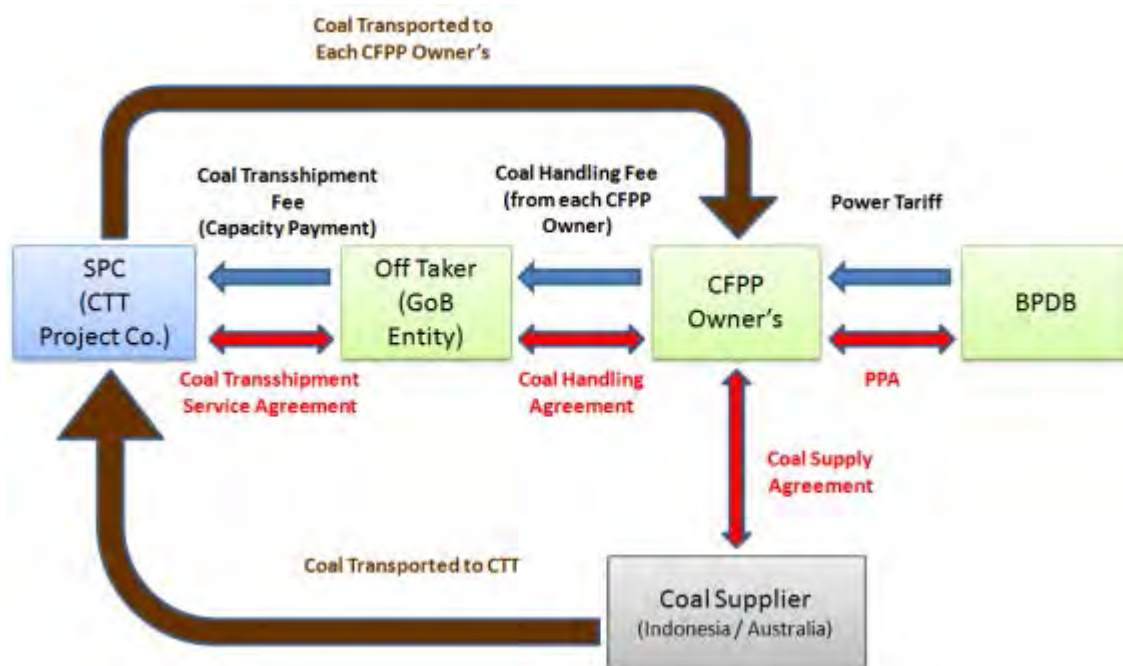 Coal Transported to
Each CFPP Owner's
Coal Transshipment
Fee
(Capacity Payment)
Coal Handling Fee
(from each CFPP
Owner)
Power Tariff
SPC
(CTT
Project Co.)
Off Taker
(GoB
Entity)
CFPP
Owner's
BPDB
Coal Transshipment
Service Agreement
Coal Handling
Agreement
PPA
Coal Supply
Agreement
Coal Transported to CTT
Coal Supplier
(Indonesia / Australia)